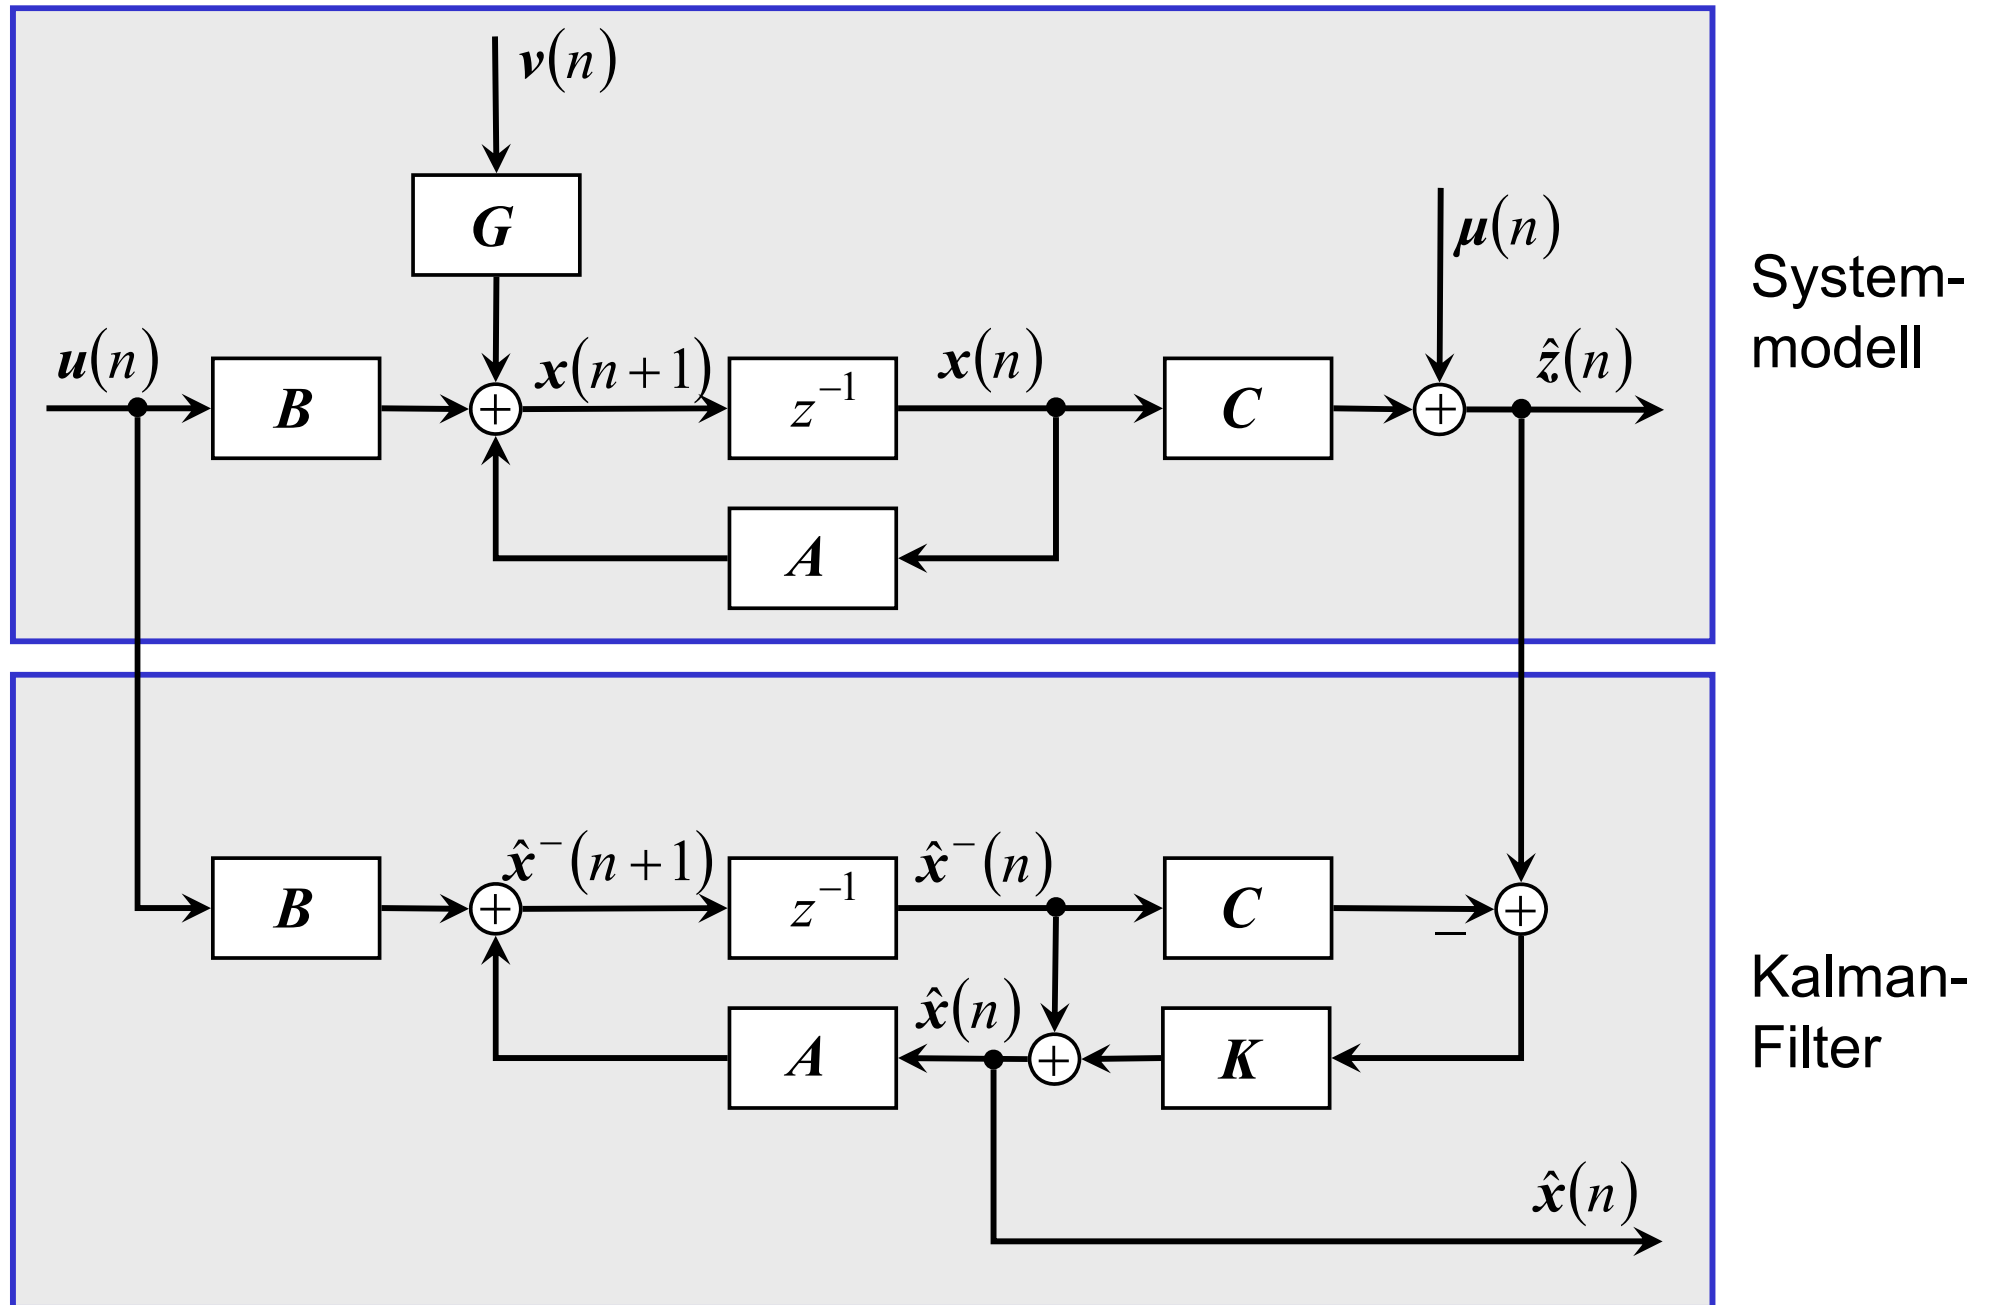 v(n)
G
μ(n)
System-
modell
u(n)
B
+
x(n+1)
z⁻¹
x(n)
C
+
ẑ(n)
A
B
+
x̂⁻(n+1)
z⁻¹
x̂⁻(n)
C
−
+
Kalman-
Filter
A
x̂(n)
+
K
x̂(n)